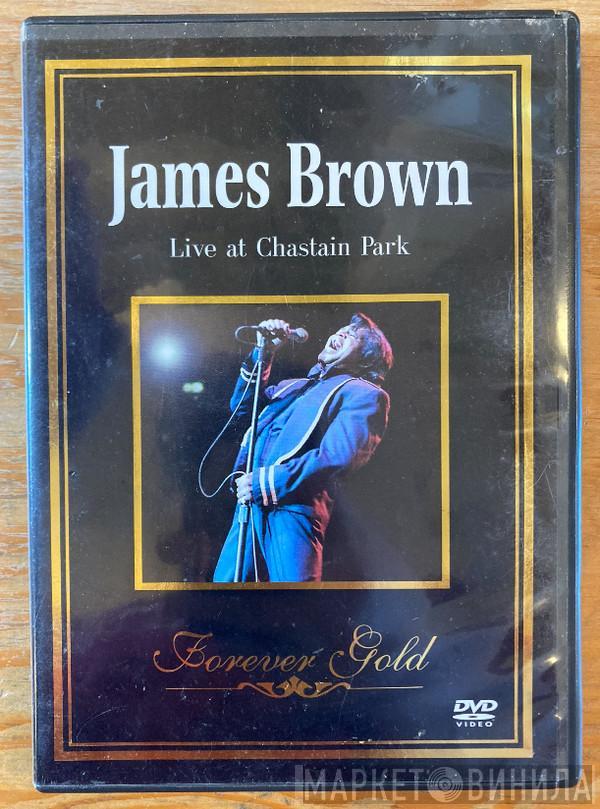 James Brown
Live at Chastain Park
Forever Gold
DVD
VIDEO
МАРКЕТ ВИНИЛА